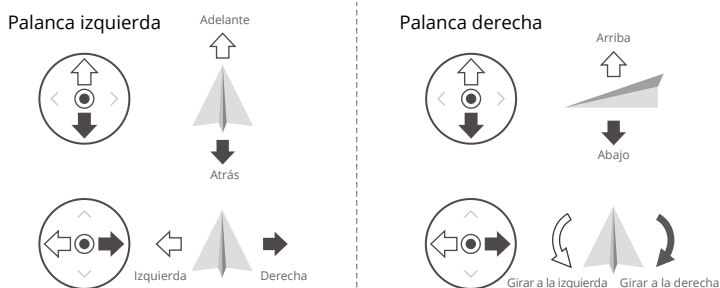 Palanca izquierda
Adelante
Atrás
Izquierda
Derecha
Palanca derecha
Arriba
Abajo
Girar a la izquierda
Girar a la derecha